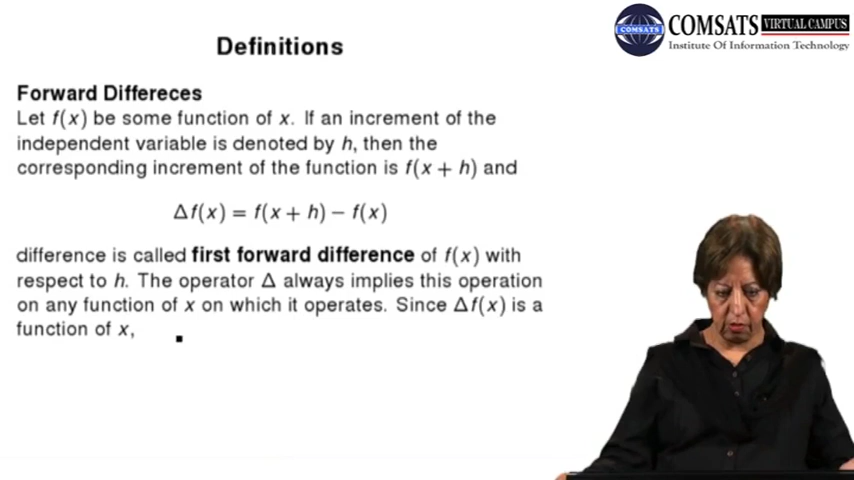 Definitions
COMSATS
COMSATS VIRTUAL CAMPUS
Institute Of Information Technology
Forward Differeces
Let f(x) be some function of x. If an increment of the
independent variable is denoted by h, then the
corresponding increment of the function is f(x + h) and
Δf(x) = f(x + h) − f(x)
difference is called first forward difference of f(x) with
respect to h. The operator Δ always implies this operation
on any function of x on which it operates. Since Δf(x) is a
function of x,